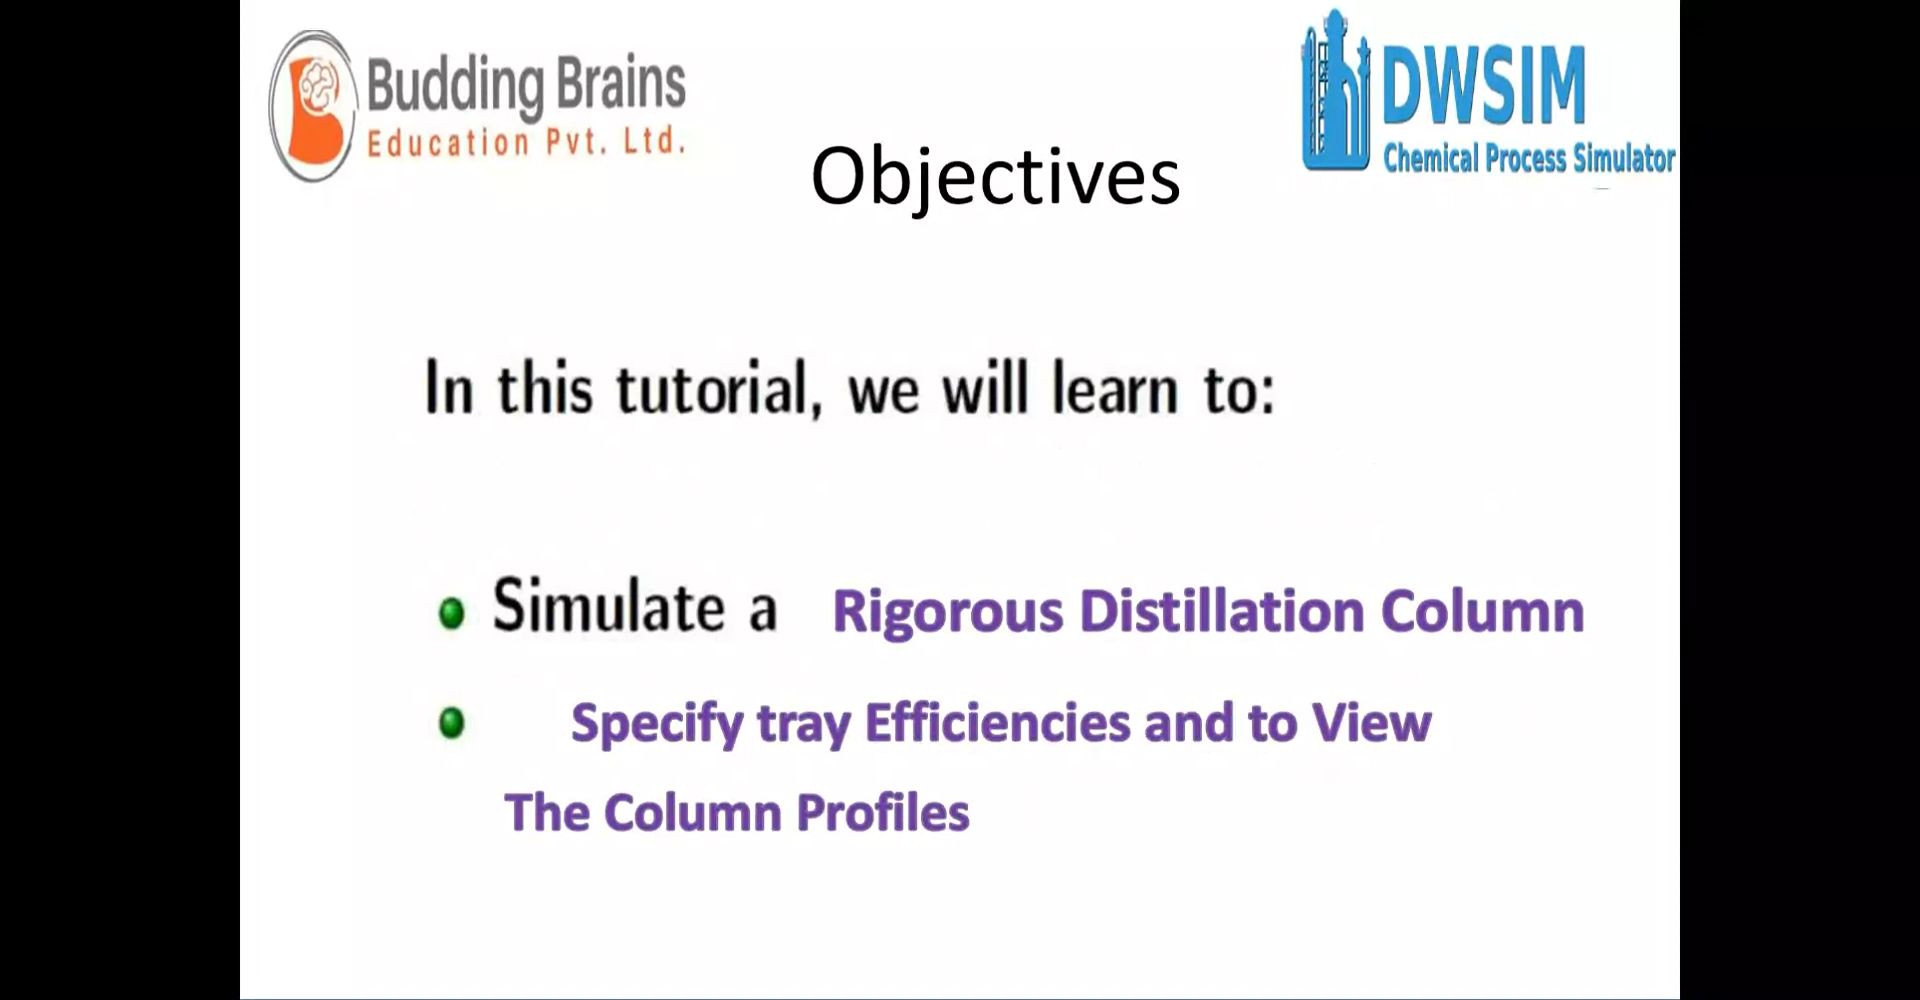 Budding Brains
Education Pvt. Ltd.
DWSIM
Chemical Process Simulator
Objectives
In this tutorial, we will learn to:
Simulate a Rigorous Distillation Column
Specify tray Efficiencies and to View
The Column Profiles